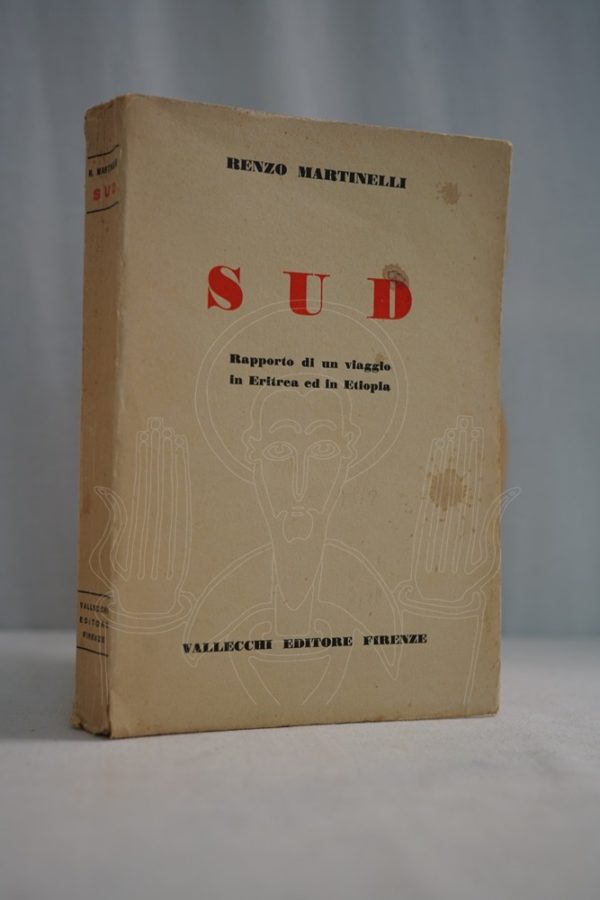 RENZO MARTINELLI
SUD
Rapporto di un viaggio
in Eritrea ed in Etiopia
VALLECCHI EDITORE FIRENZE
R. MARTINELLI
SUD
VALLECCHI
EDITORE
FIRENZE